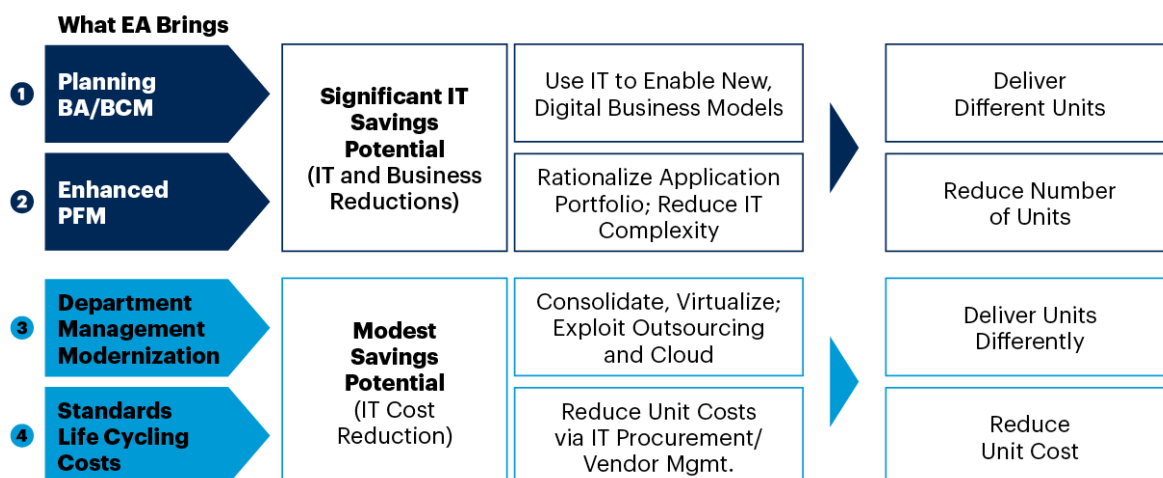 What EA Brings
1
Planning
BA/BCM
Significant IT
Savings
Potential
(IT and Business
Reductions)
Use IT to Enable New,
Digital Business Models
Deliver
Different Units
2
Enhanced
PFM
Rationalize Application
Portfolio; Reduce IT
Complexity
Reduce Number
of Units
3
Department
Management
Modernization
Modest
Savings
Potential
(IT Cost
Reduction)
Consolidate, Virtualize;
Exploit Outsourcing
and Cloud
Deliver Units
Differently
4
Standards
Life Cycling
Costs
Reduce Unit Costs
via IT Procurement/
Vendor Mgmt.
Reduce
Unit Cost